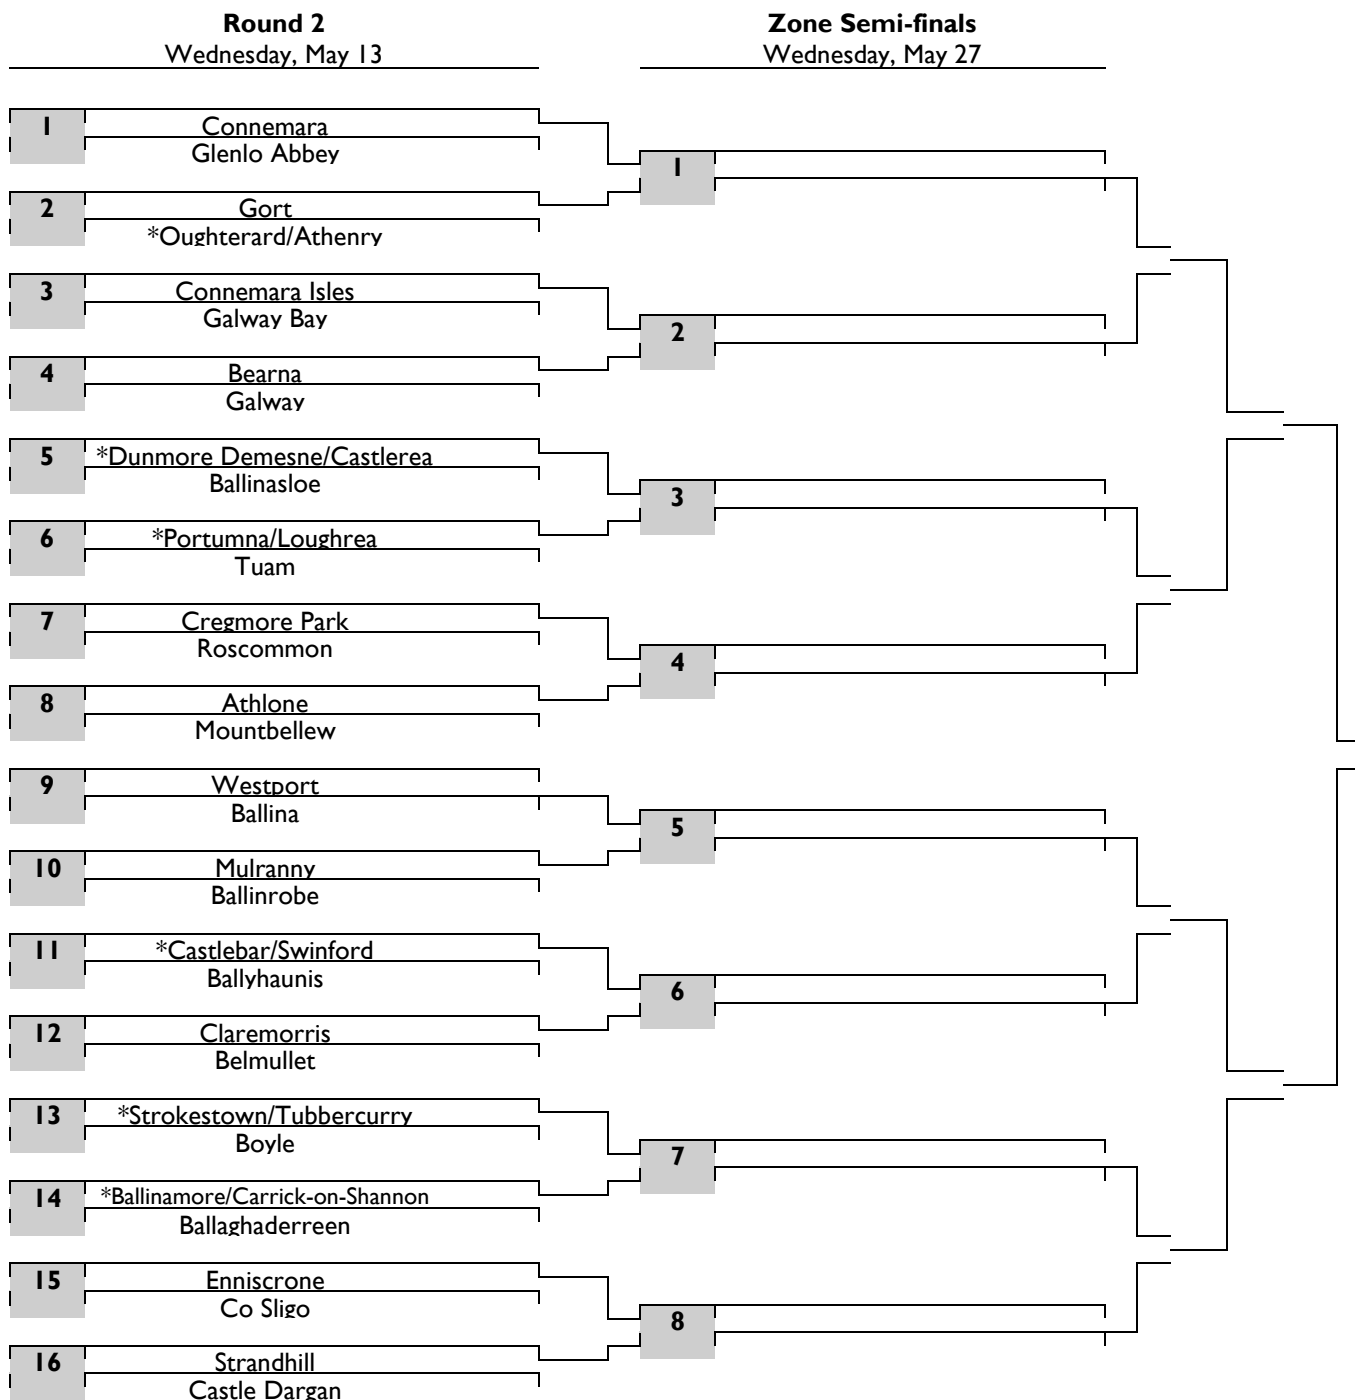 Round 2
Wednesday, May 13
Zone Semi-finals
Wednesday, May 27
1
Connemara
Glenlo Abbey
1
2
Gort
*Oughterard/Athenry
3
Connemara Isles
Galway Bay
2
4
Bearna
Galway
5
*Dunmore Demesne/Castlerea
Ballinasloe
3
6
*Portumna/Loughrea
Tuam
7
Cregmore Park
Roscommon
4
8
Athlone
Mountbellew
9
Westport
Ballina
5
10
Mulranny
Ballinrobe
11
*Castlebar/Swinford
Ballyhaunis
6
12
Claremorris
Belmullet
13
*Strokestown/Tubbercurry
Boyle
7
14
*Ballinamore/Carrick-on-Shannon
Ballaghaderreen
15
Enniscrone
Co Sligo
8
16
Strandhill
Castle Dargan